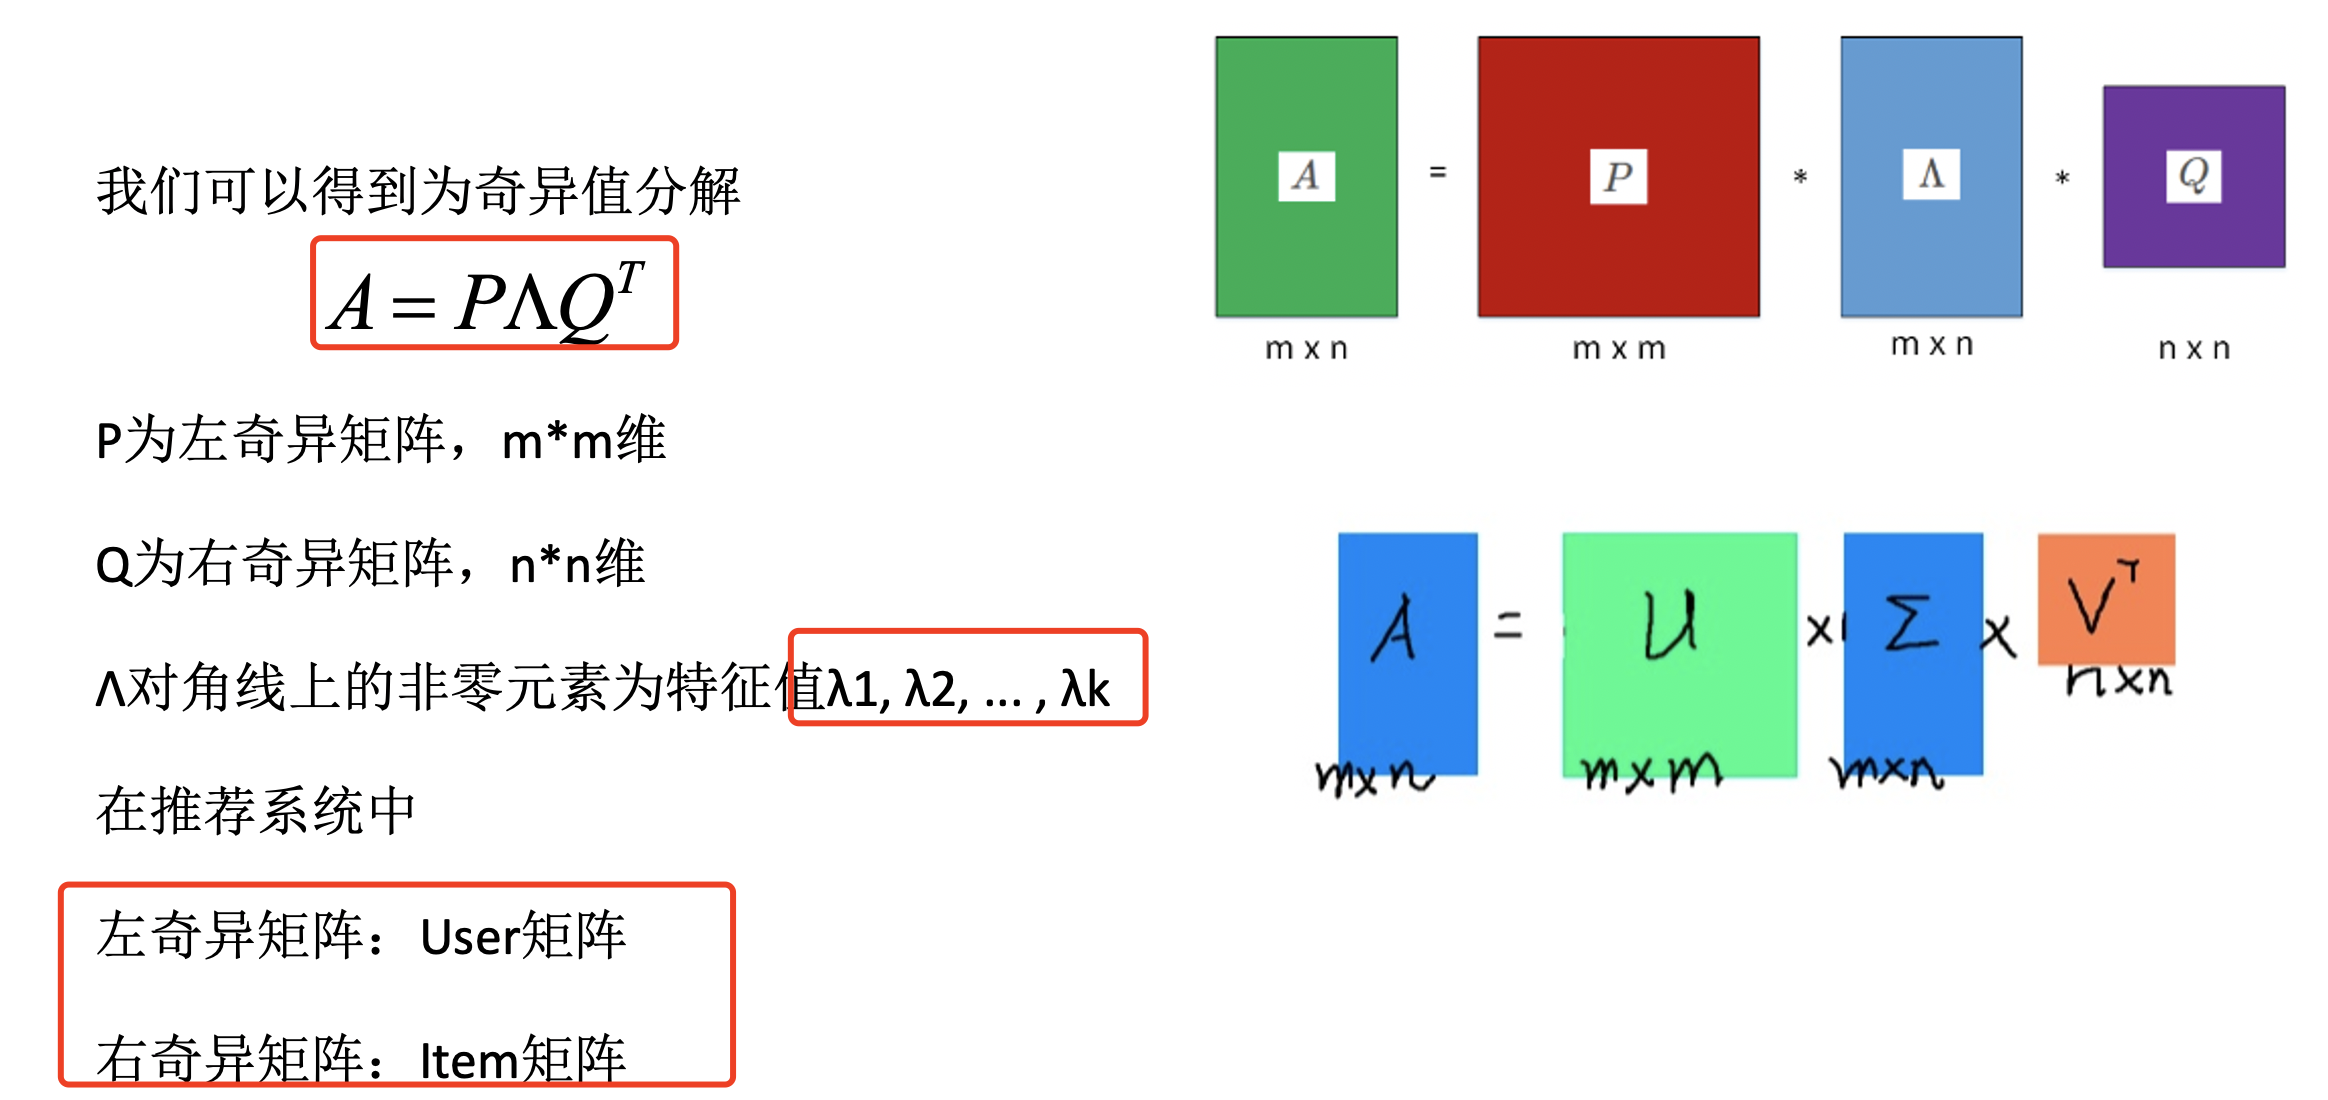 我们可以得到为奇异值分解
A = PΛQ^T
P为左奇异矩阵，m*m维
Q为右奇异矩阵，n*n维
Λ对角线上的非零元素为特征值λ1, λ2, ... , λk
在推荐系统中
左奇异矩阵：User矩阵
右奇异矩阵：Item矩阵
A = P * Λ * Q
m x n m x m m x n n x n
A = U × Σ × V^T
m×n m×m m×n n×n